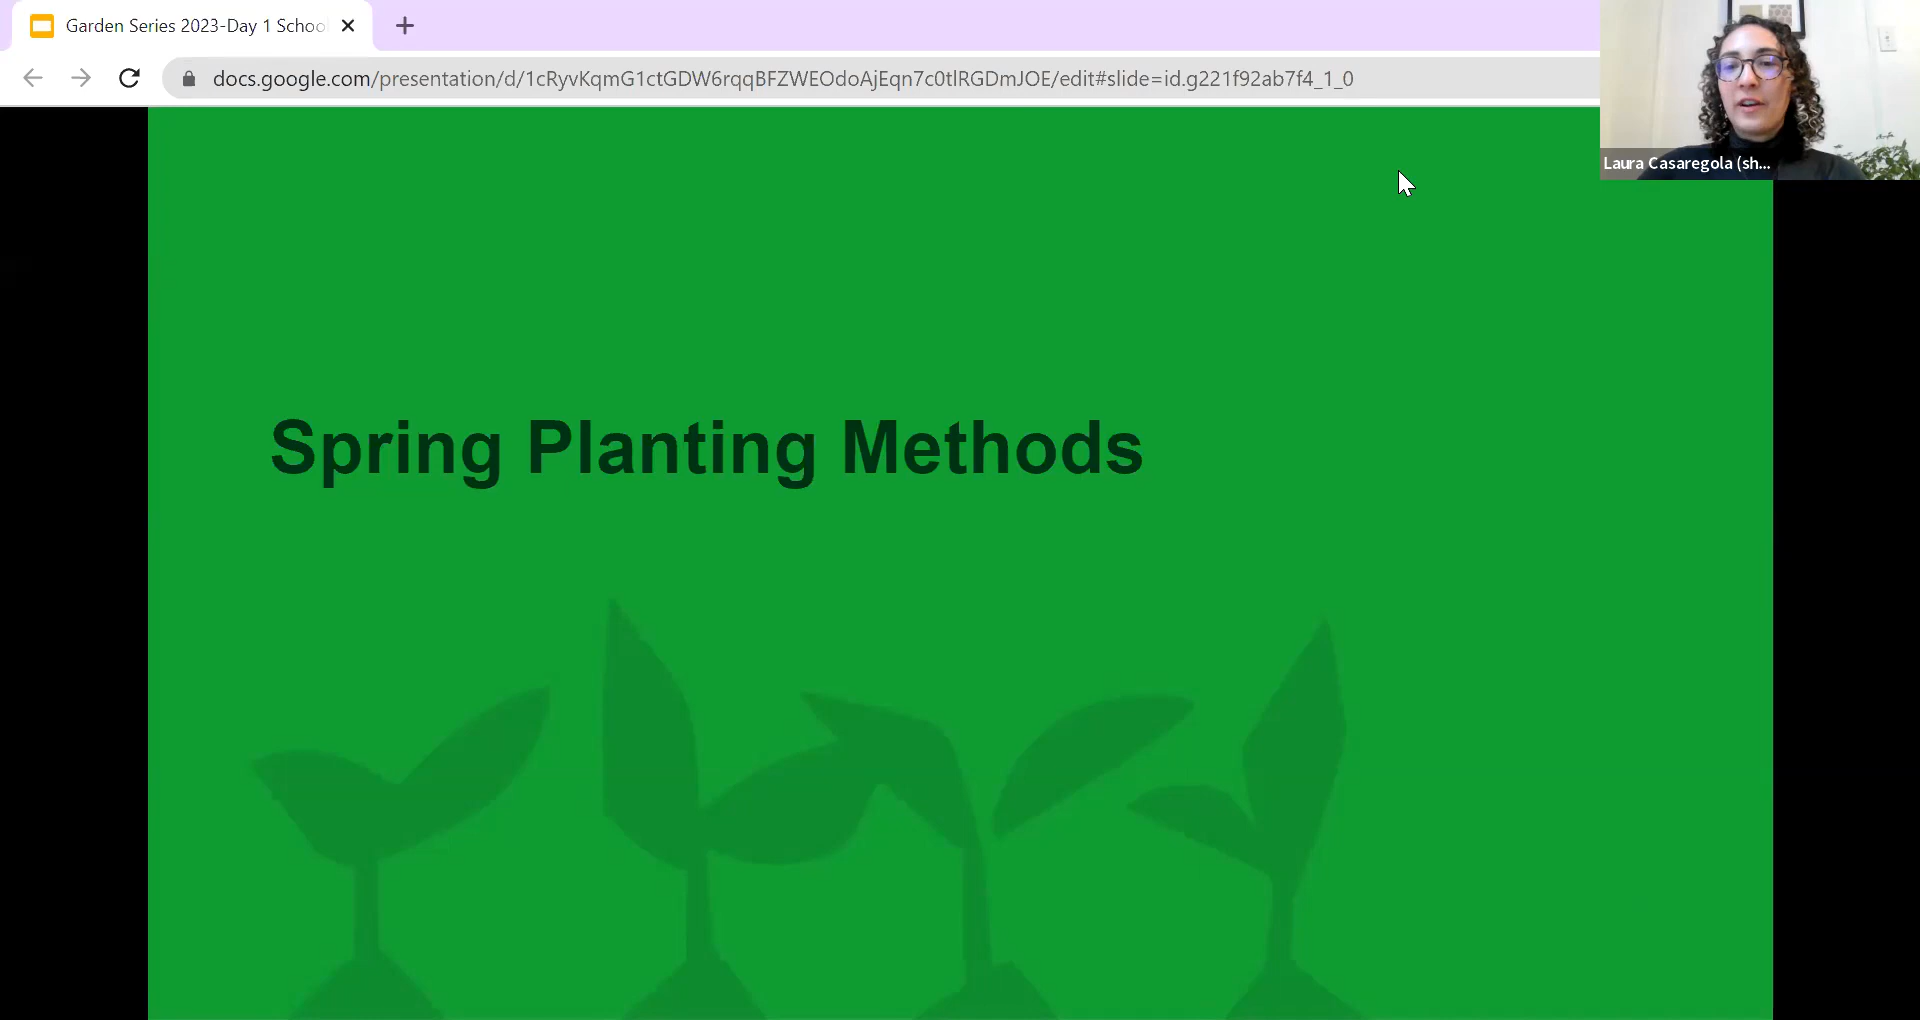 Garden Series 2023-Day 1 Schoo
docs.google.com/presentation/d/1cRyvKqmG1ctGDW6rqqBFZWEOdoAjEqn7c0tlRGDmJOE/edit#slide=id.g221f92ab7f4_1_0
Laura Casaregola (sh...
Spring Planting Methods